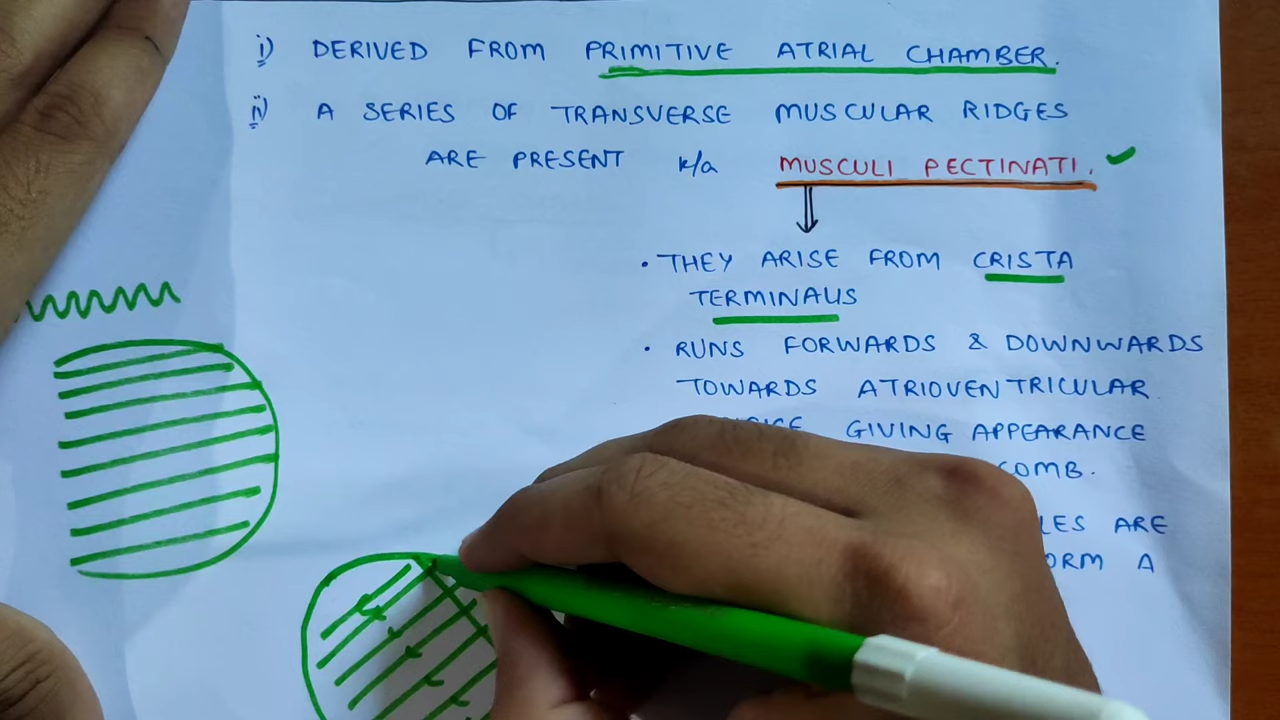 i) DERIVED FROM PRIMITIVE ATRIAL CHAMBER.
ii) A SERIES OF TRANSVERSE MUSCULAR RIDGES
ARE PRESENT k/a MUSCULI PECTINATI.
• THEY ARISE FROM CRISTA
TERMINALIS
• RUNS FORWARDS & DOWNWARDS
TOWARDS ATRIOVENTRICULAR
GIVING APPEARANCE
COMB.
ARE
A